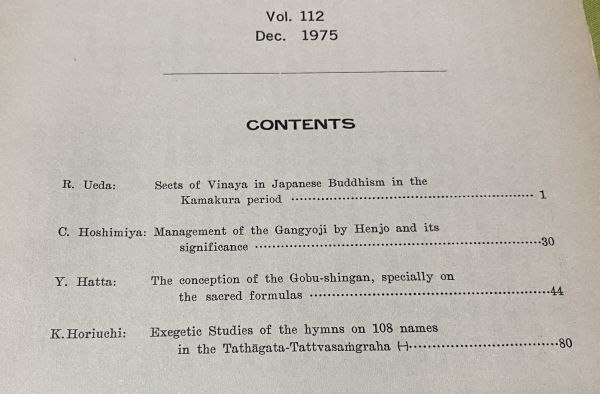 Vol. 112
Dec. 1975
CONTENTS
R. Ueda: Sects of Vinaya in Japanese Buddhism in the
Kamakura period ................................................ 1
C. Hoshimiya: Management of the Gangyoji by Henjo and its
significance ......................................................30
Y. Hatta: The conception of the Gobu-shingan, specially on
the sacred formulas .............................................44
K.Horiuchi: Exegetic Studies of the hymns on 108 names
in the Tathāgata-Tattvasaṁgraha (一)..............................80